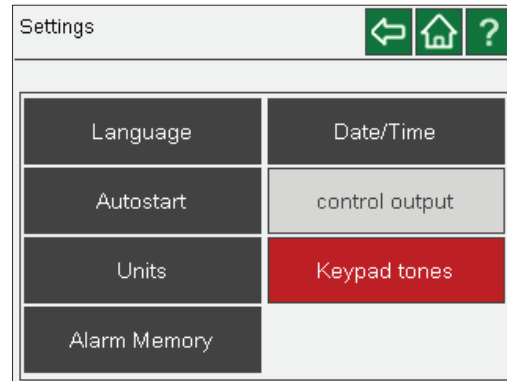 Settings
?
Language
Date/Time
Autostart
control output
Units
Keypad tones
Alarm Memory